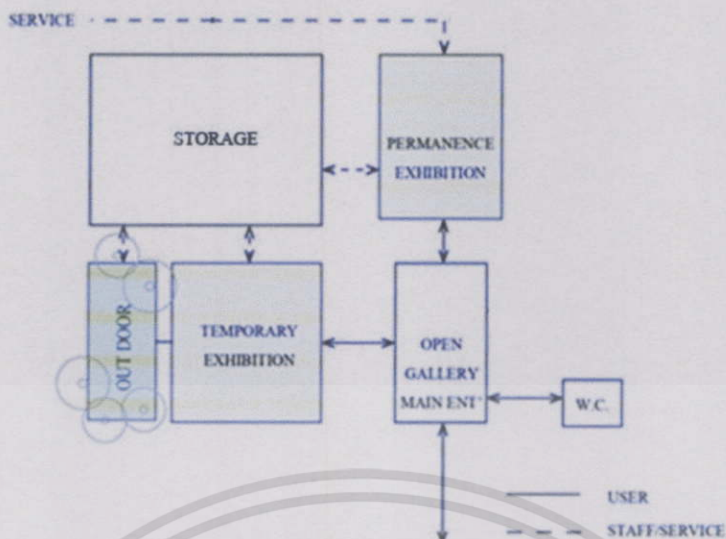 SERVICE
STORAGE
PERMANENCE
EXHIBITION
OUT DOOR
TEMPORARY
EXHIBITION
OPEN
GALLERY
MAIN ENT'
W.C.
USER
STAFF/SERVICE